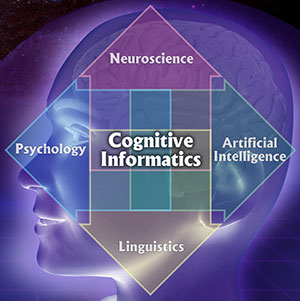 Neuroscience
Psychology
Cognitive
Informatics
Artificial
Intelligence
Linguistics